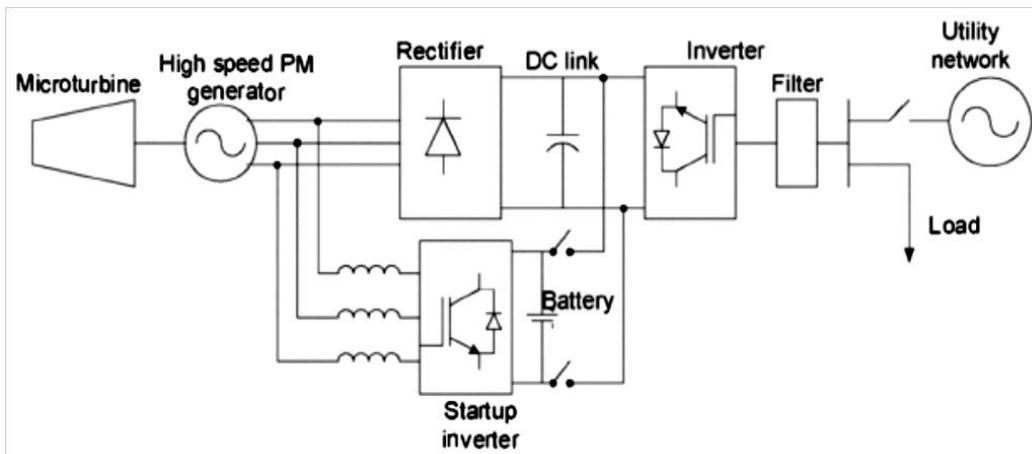 Microturbine
High speed PM
generator
Rectifier
DC link
Inverter
Filter
Utility
network
Load
Battery
Startup
inverter